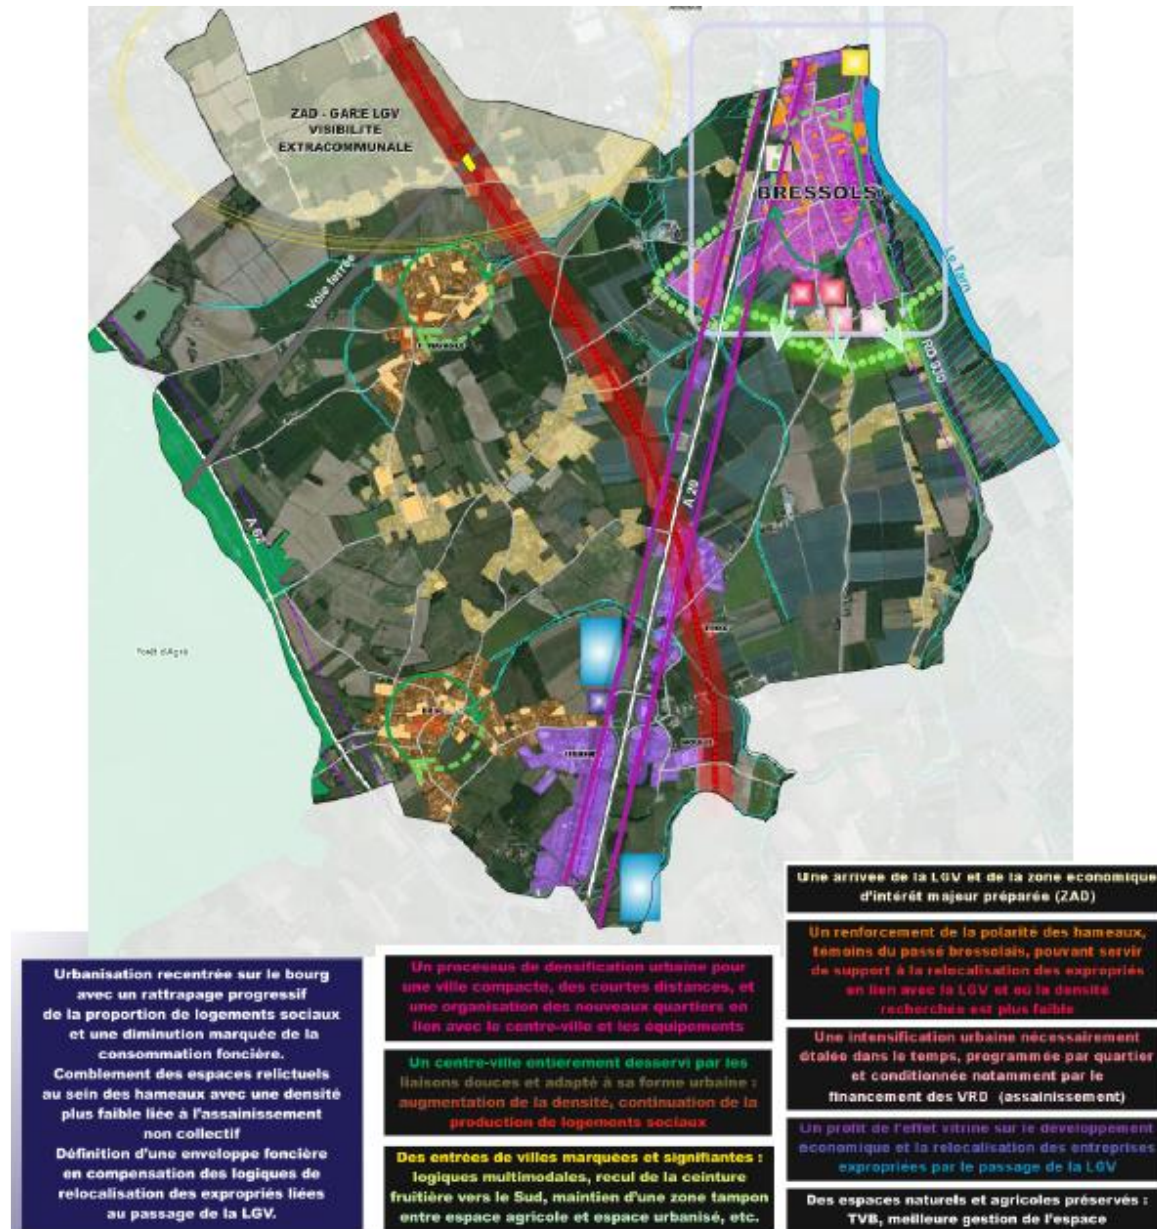 ZAD - GARE LGV
VISIBILITE
EXTRACOMMUNALE
BRESSOLS
Le Tarn
Voie ferrée
RD 930
A 20
A 62
Forêt d'Agre
Une arrivée de la LGV et de la zone économique
d'intérêt majeur préparée (ZAD)
Un renforcement de la polarité des hameaux,
témoins du passé bressolais, pouvant servir
de support à la relocalisation des expropriés
en lien avec la LGV et où la densité
recherchée est plus faible
Urbanisation recentrée sur le bourg
avec un rattrapage progressif
de la proportion de logements sociaux
et une diminution marquée de la
consommation foncière.
Comblement des espaces relictuels
au sein des hameaux avec une densité
plus faible liée à l'assainissement
non collectif
Définition d'une enveloppe foncière
en compensation des logiques de
relocalisation des expropriés liées
au passage de la LGV.
Un processus de densification urbaine pour
une ville compacte, des courtes distances, et
une organisation des nouveaux quartiers en
lien avec le centre-ville et les équipements
Un centre-ville entièrement desservi par les
liaisons douces et adapté à sa forme urbaine :
augmentation de la densité, continuation de la
production de logements sociaux
Des entrées de villes marquées et signifiantes :
logiques multimodales, recul de la ceinture
fruitière vers le Sud, maintien d'une zone tampon
entre espace agricole et espace urbanisé, etc.
Une intensification urbaine nécessairement
étalée dans le temps, programmée par quartier
et conditionnée notamment par le
financement des VRD (assainissement)
Un profit de l'effet vitrine sur le développement
économique et la relocalisation des entreprises
expropriées par le passage de la LGV
Des espaces naturels et agricoles préservés :
TVB, meilleure gestion de l'espace